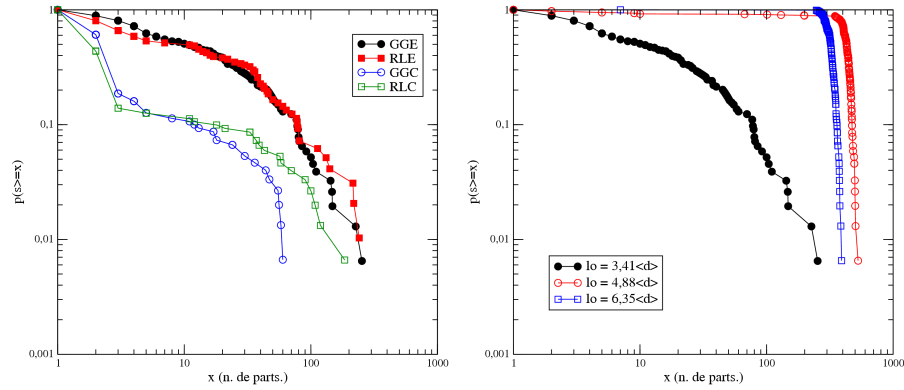 1
0,1
0,01
0,001
1
10
100
1000
p(s>=x)
x (n. de parts.)
GGE
RLE
GGC
RLC
1
0,1
0,01
0,001
1
10
100
1000
p(s>=x)
x (n. de parts.)
lo = 3,41<d>
lo = 4,88<d>
lo = 6,35<d>